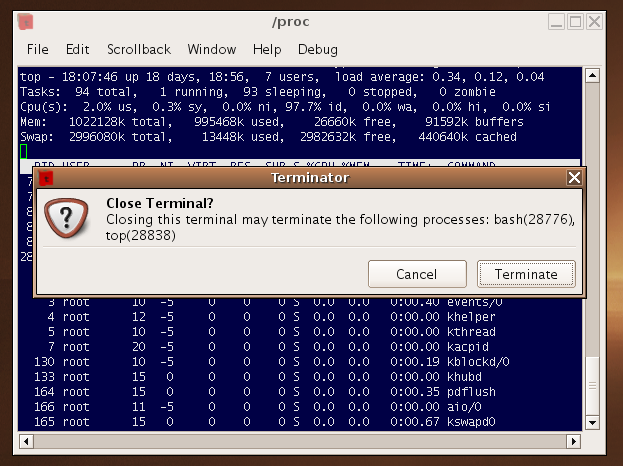 /proc
File Edit Scrollback Window Help Debug
top - 18:07:46 up 18 days, 18:56, 7 users, load average: 0.34, 0.12, 0.04
Tasks: 94 total, 1 running, 93 sleeping, 0 stopped, 0 zombie
Cpu(s): 2.0% us, 0.3% sy, 0.0% ni, 97.7% id, 0.0% wa, 0.0% hi, 0.0% si
Mem: 1022128k total, 995468k used, 26660k free, 91592k buffers
Swap: 2996080k total, 13448k used, 2982632k free, 440640k cached
PID USER PR NI VIRT RES SHR S %CPU %MEM TIME+ COMMAND
Terminator
Close Terminal?
Closing this terminal may terminate the following processes: bash(28776),
top(28838)
Cancel Terminate
3 root 10 -5 0 0 0 S 0.0 0.0 0:00.40 events/0
4 root 12 -5 0 0 0 S 0.0 0.0 0:00.00 khelper
5 root 10 -5 0 0 0 S 0.0 0.0 0:00.00 kthread
7 root 20 -5 0 0 0 S 0.0 0.0 0:00.00 kacpid
130 root 10 -5 0 0 0 S 0.0 0.0 0:00.19 kblockd/0
133 root 15 0 0 0 0 S 0.0 0.0 0:00.00 khubd
164 root 15 0 0 0 0 S 0.0 0.0 0:00.35 pdflush
166 root 11 -5 0 0 0 S 0.0 0.0 0:00.00 aio/0
165 root 15 0 0 0 0 S 0.0 0.0 0:00.67 kswapd0